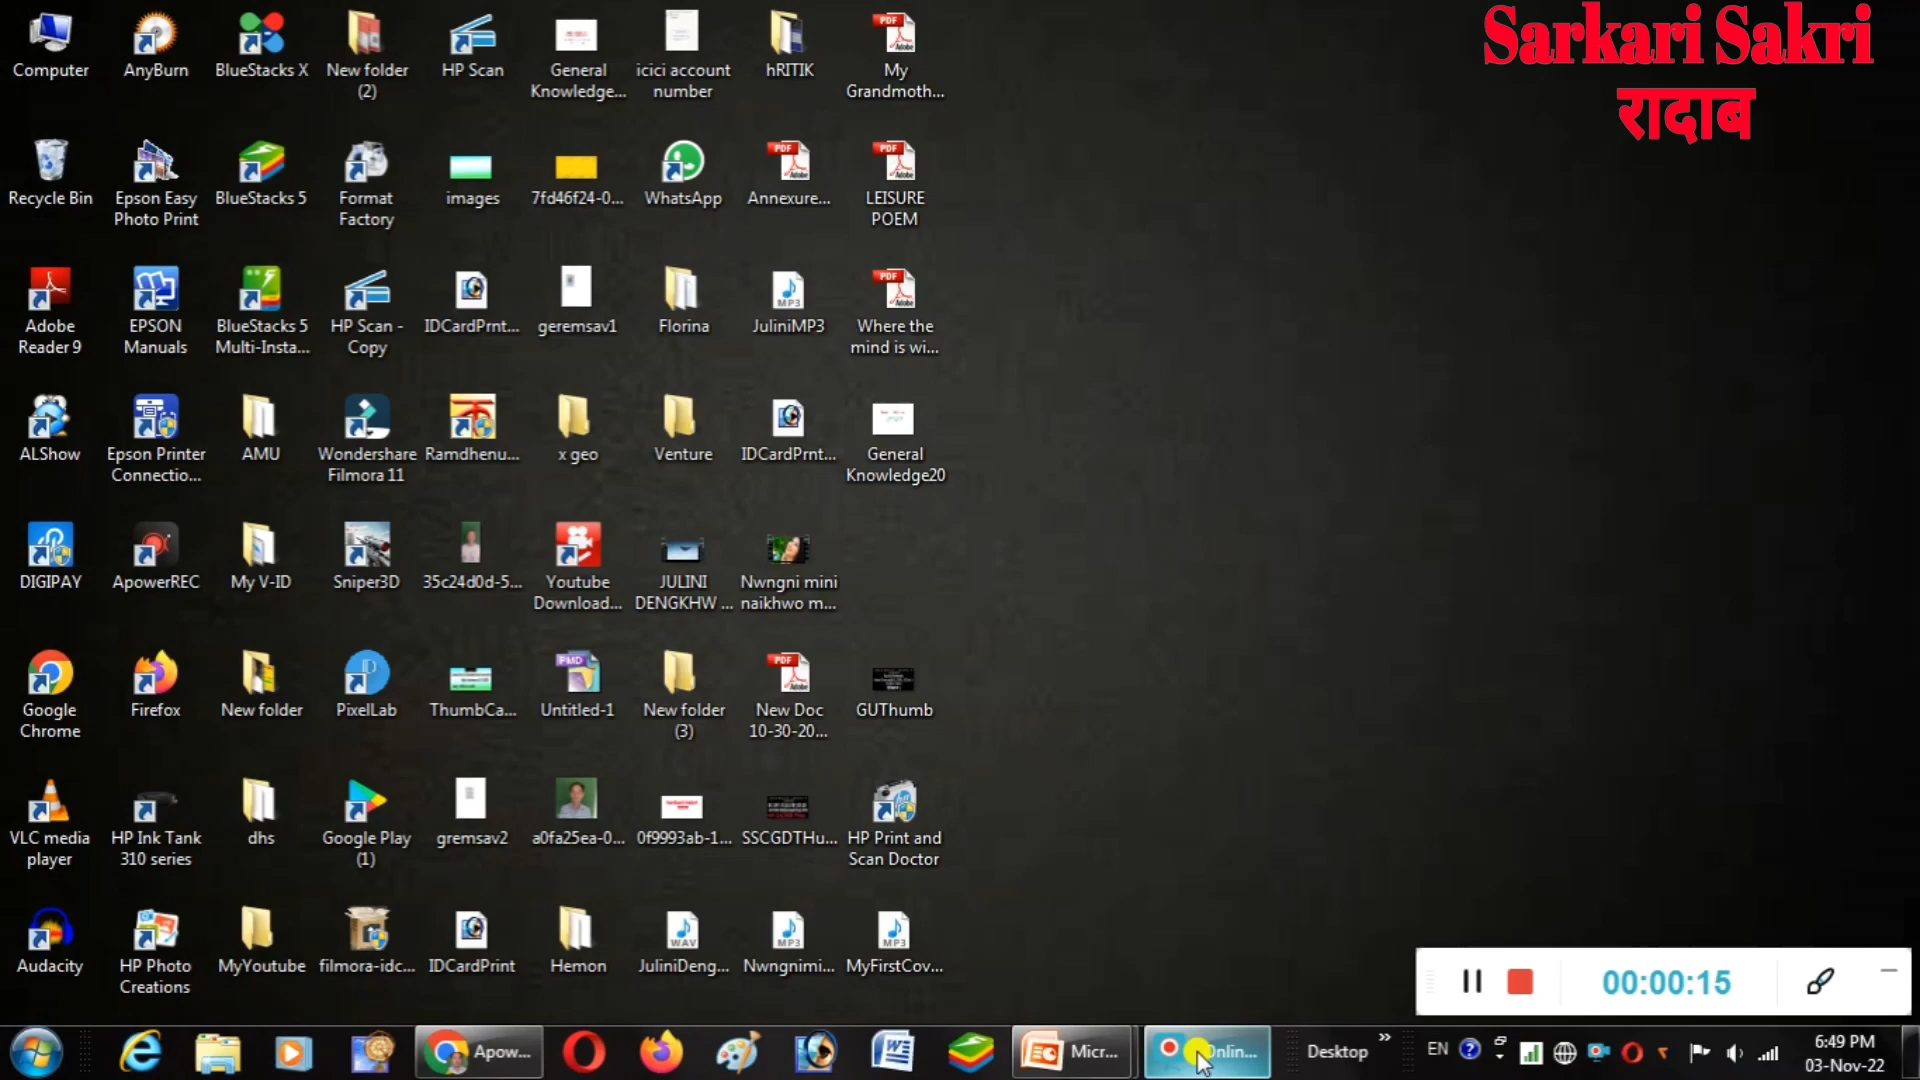 Sarkari Sakri
रादाब
Computer
AnyBurn
BlueStacks X
New folder
(2)
HP Scan
General
Knowledge...
icici account
number
hRITIK
My
Grandmoth...
Recycle Bin
Epson Easy
Photo Print
BlueStacks 5
Format
Factory
images
7fd46f24-0...
WhatsApp
Annexure...
LEISURE
POEM
Adobe
Reader 9
EPSON
Manuals
BlueStacks 5
Multi-Insta...
HP Scan -
Copy
IDCardPrnt...
geremsav1
Florina
JuliniMP3
Where the
mind is wi...
ALShow
Epson Printer
Connectio...
AMU
Wondershare
Filmora 11
Ramdhenu...
x geo
Venture
IDCardPrnt...
General
Knowledge20
DIGIPAY
ApowerREC
My V-ID
Sniper3D
35c24d0d-5...
Youtube
Download...
JULINI
DENGKHW ...
Nwngni mini
naikhwo m...
Google
Chrome
Firefox
New folder
PixelLab
ThumbCa...
Untitled-1
New folder
(3)
New Doc
10-30-20...
GUThumb
VLC media
player
HP Ink Tank
310 series
dhs
Google Play
(1)
gremsav2
a0fa25ea-0...
0f9993ab-1...
SSCGDTHu...
HP Print and
Scan Doctor
Audacity
HP Photo
Creations
MyYoutube
filmora-idc...
IDCardPrint
Hemon
JuliniDeng...
Nwngnimi...
MyFirstCov...
00:00:15
Apow...
Micr...
Onlin...
Desktop
EN
6:49 PM
03-Nov-22